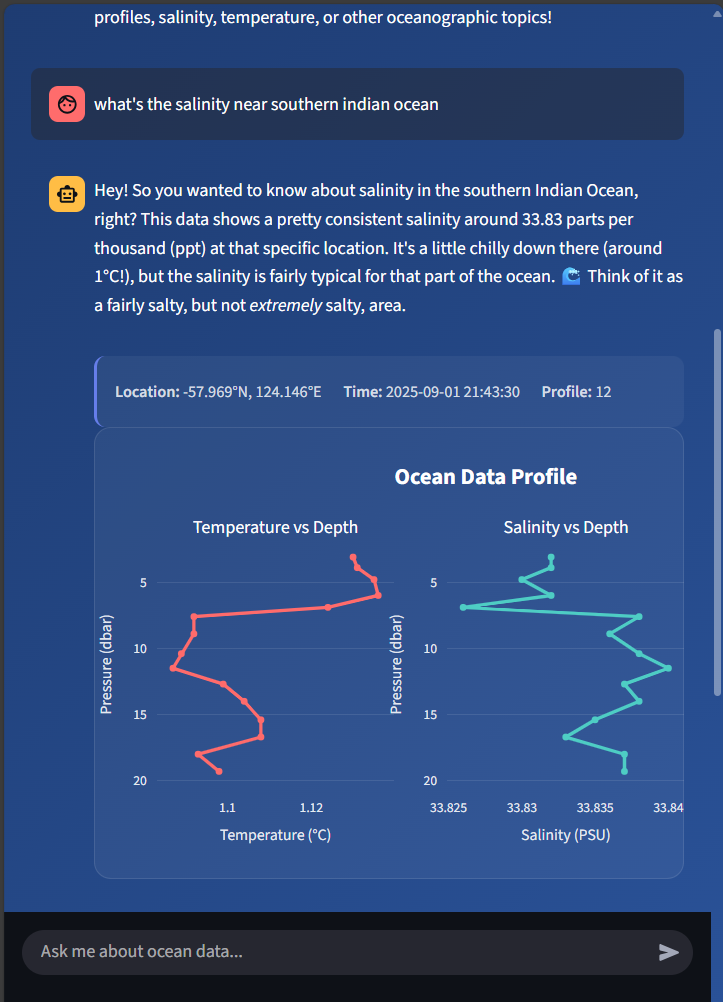 profiles, salinity, temperature, or other oceanographic topics!
what's the salinity near southern indian ocean
Hey! So you wanted to know about salinity in the southern Indian Ocean,
right? This data shows a pretty consistent salinity around 33.83 parts per
thousand (ppt) at that specific location. It's a little chilly down there (around
1°C!), but the salinity is fairly typical for that part of the ocean. 🌊 Think of it as
a fairly salty, but not extremely salty, area.
Location: -57.969°N, 124.146°E Time: 2025-09-01 21:43:30 Profile: 12
Ocean Data Profile
Temperature vs Depth
Pressure (dbar)
5
10
15
20
1.1 1.12
Temperature (°C)
Salinity vs Depth
Pressure (dbar)
5
10
15
20
33.825 33.83 33.835 33.84
Salinity (PSU)
Ask me about ocean data...